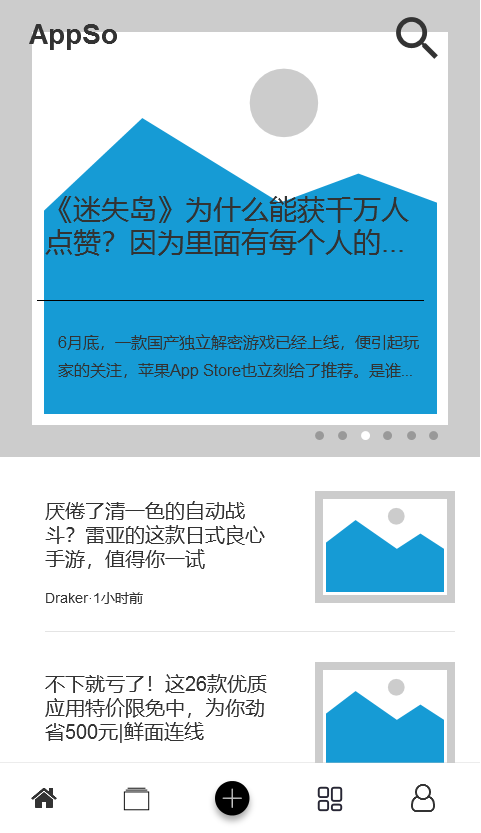 AppSo
《迷失岛》为什么能获千万人
点赞？因为里面有每个人的...
6月底，一款国产独立解密游戏已经上线，便引起玩
家的关注，苹果App Store也立刻给了推荐。是谁...
厌倦了清一色的自动战
斗？雷亚的这款日式良心
手游，值得你一试
Draker·1小时前
不下就亏了！这26款优质
应用特价限免中，为你劲
省500元|鲜面连线